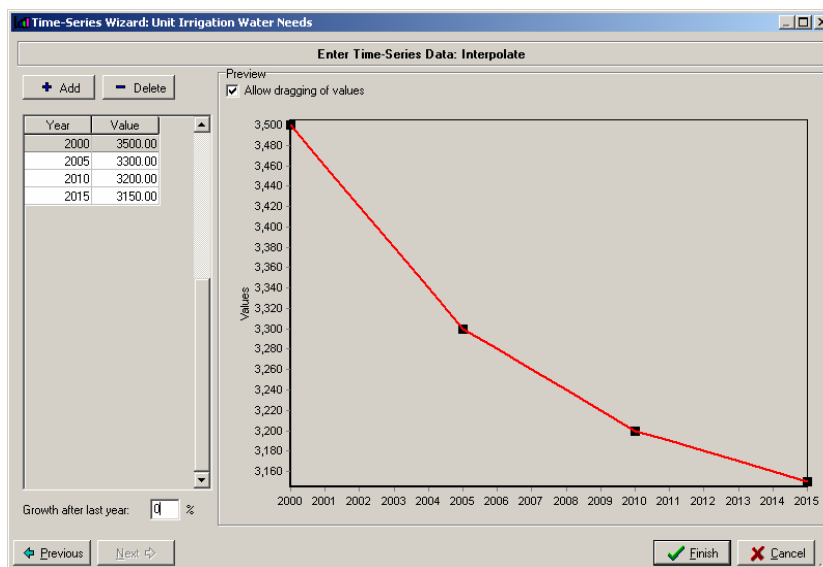 Time-Series Wizard: Unit Irrigation Water Needs
Enter Time-Series Data: Interpolate
Add Delete
Preview
Allow dragging of values
Year Value
2000 3500.00
2005 3300.00
2010 3200.00
2015 3150.00
3,500
3,480
3,460
3,440
3,420
3,400
3,380
3,360
3,340
3,320
3,300
3,280
3,260
3,240
3,220
3,200
3,180
3,160
Values
2000 2001 2002 2003 2004 2005 2006 2007 2008 2009 2010 2011 2012 2013 2014 2015
Growth after last year: 0 %
Previous Next Finish Cancel